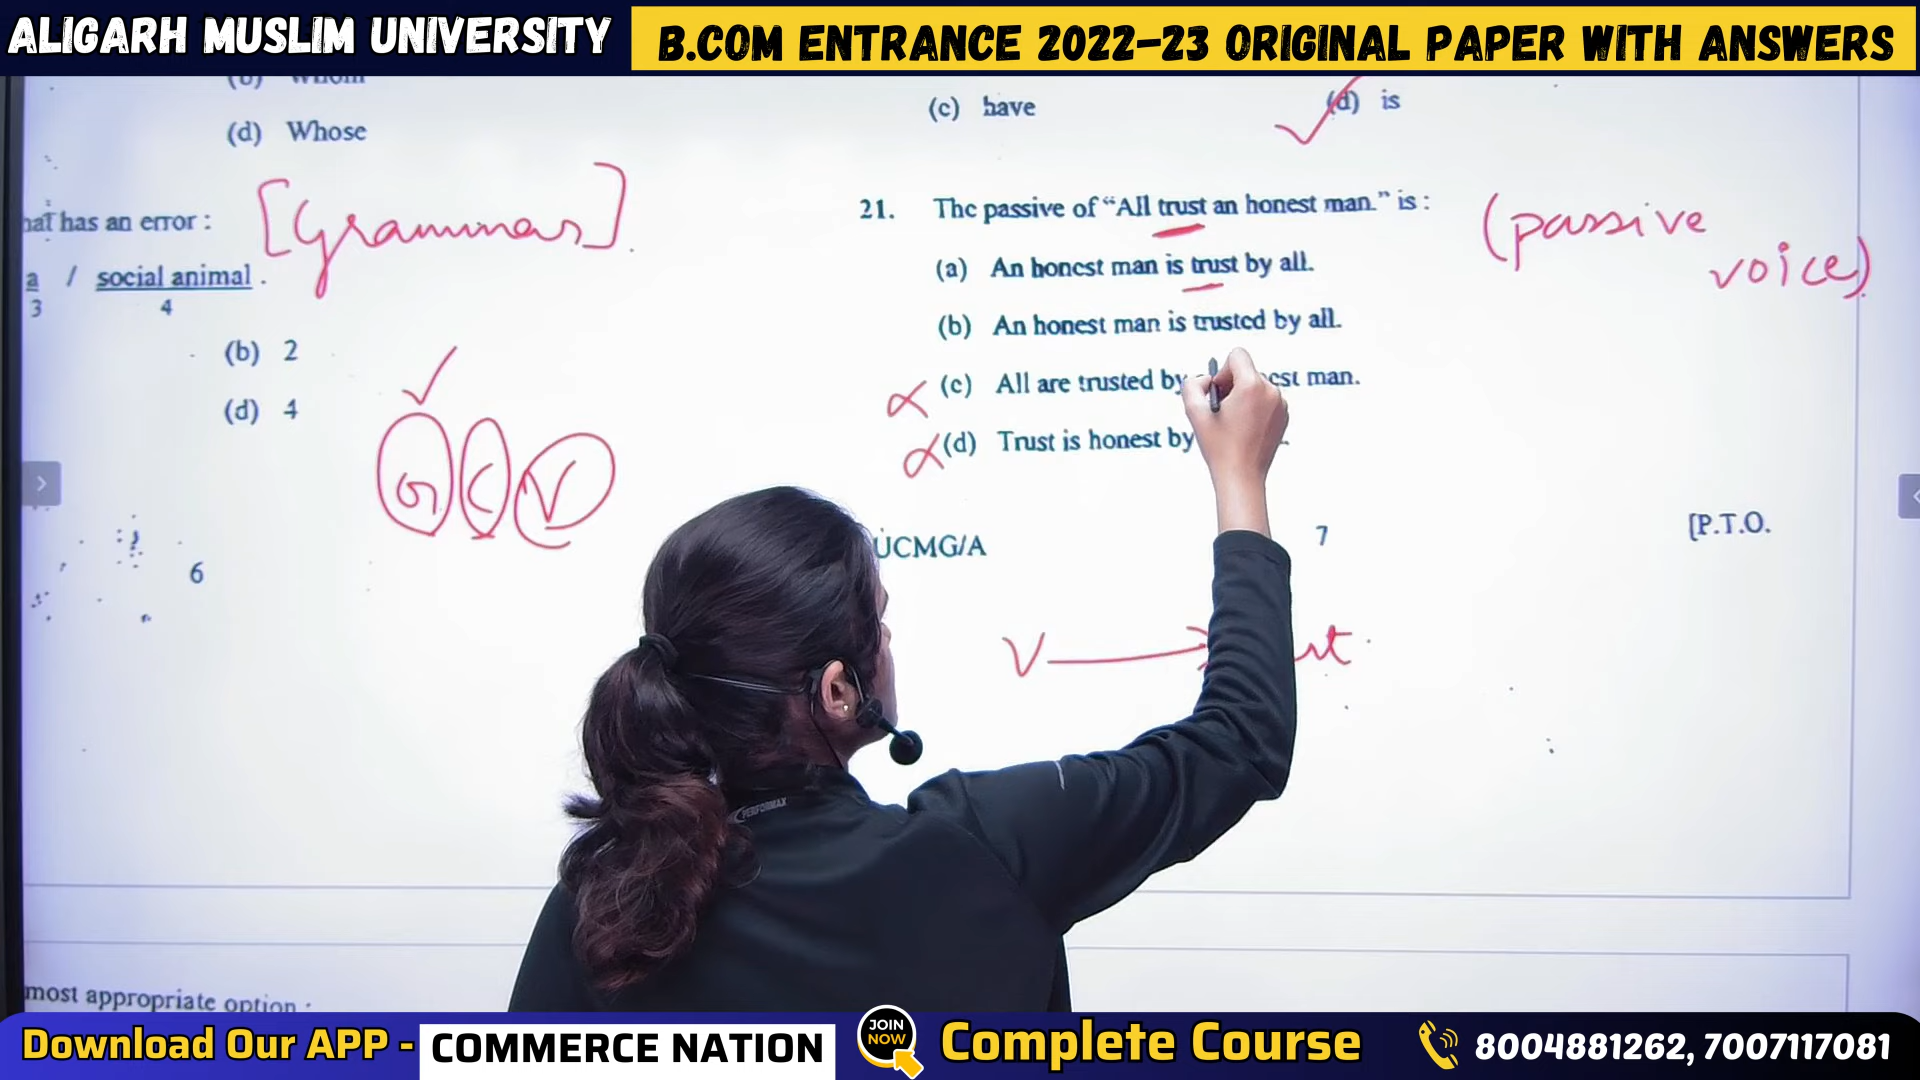 ALIGARH MUSLIM UNIVERSITY
B.COM ENTRANCE 2022–23 ORIGINAL PAPER WITH ANSWERS
(d) Whose
(c) have
(d) is
has an error :
[Grammar]
a / social animal .
3 4
(b) 2
(d) 4
G C V
6
21. The passive of “All trust an honest man.” is :
(passive
voice)
(a) An honest man is trust by all.
(b) An honest man is trusted by all.
(c) All are trusted by man.
(d) Trust is honest by
UCMG/A
7
[P.T.O.
V
most appropriate option :
PERFORMAX
Download Our APP - COMMERCE NATION
JOIN
NOW
Complete Course
8004881262, 7007117081